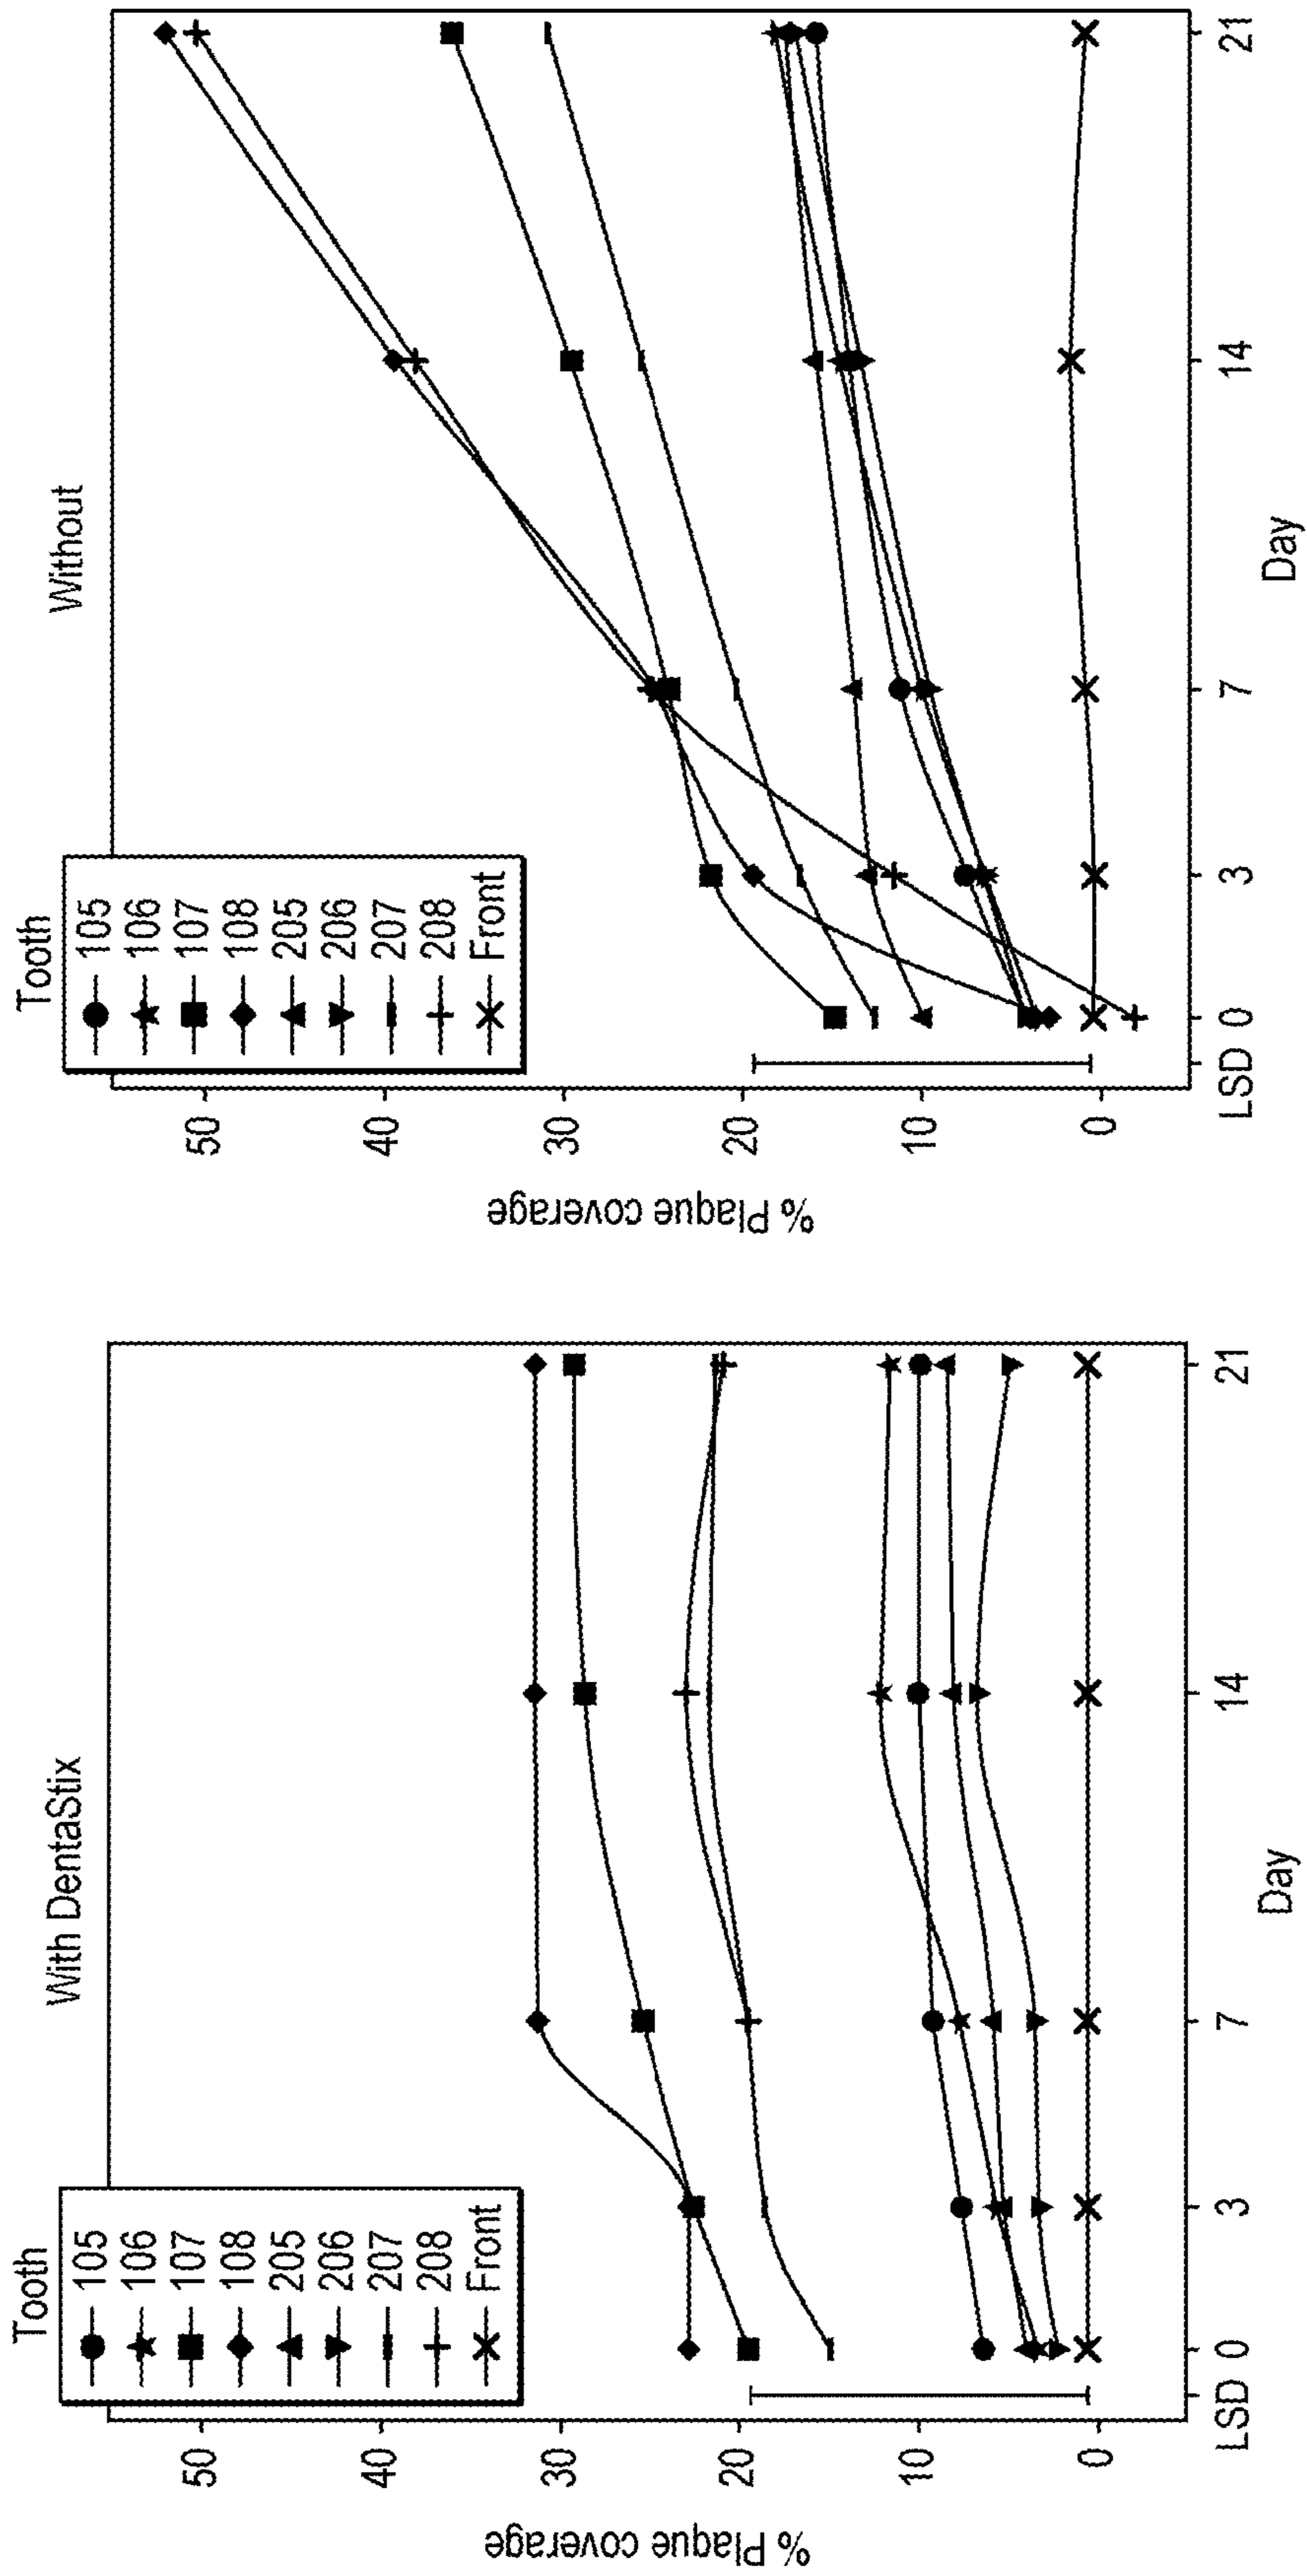 With DentaStix
Tooth
105
106
107
108
205
206
207
208
Front
% Plaque coverage
50
40
30
20
10
0
LSD 0 3 7 14 21
Day
Without
Tooth
105
106
107
108
205
206
207
208
Front
% Plaque coverage
50
40
30
20
10
0
LSD 0 3 7 14 21
Day